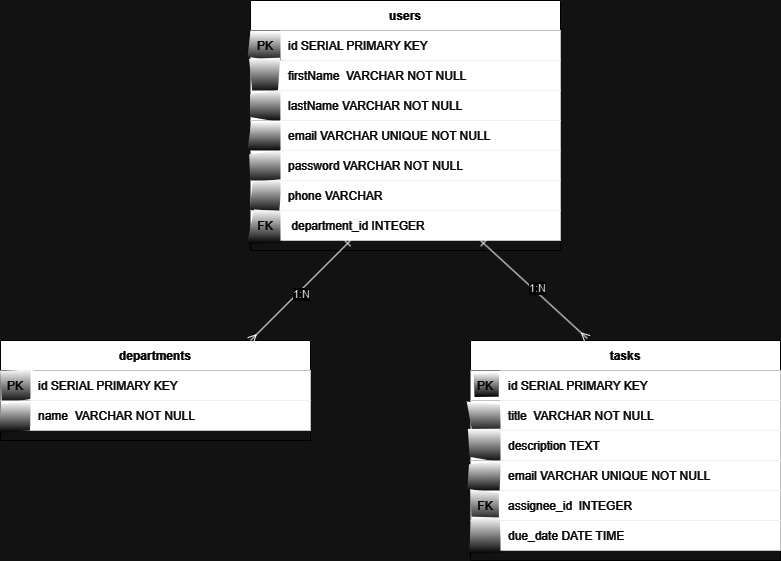 users
PK id SERIAL PRIMARY KEY
firstName VARCHAR NOT NULL
lastName VARCHAR NOT NULL
email VARCHAR UNIQUE NOT NULL
password VARCHAR NOT NULL
phone VARCHAR
FK department_id INTEGER
1:N
1:N
departments
PK id SERIAL PRIMARY KEY
name VARCHAR NOT NULL
tasks
PK id SERIAL PRIMARY KEY
title VARCHAR NOT NULL
description TEXT
email VARCHAR UNIQUE NOT NULL
FK assignee_id INTEGER
due_date DATE TIME